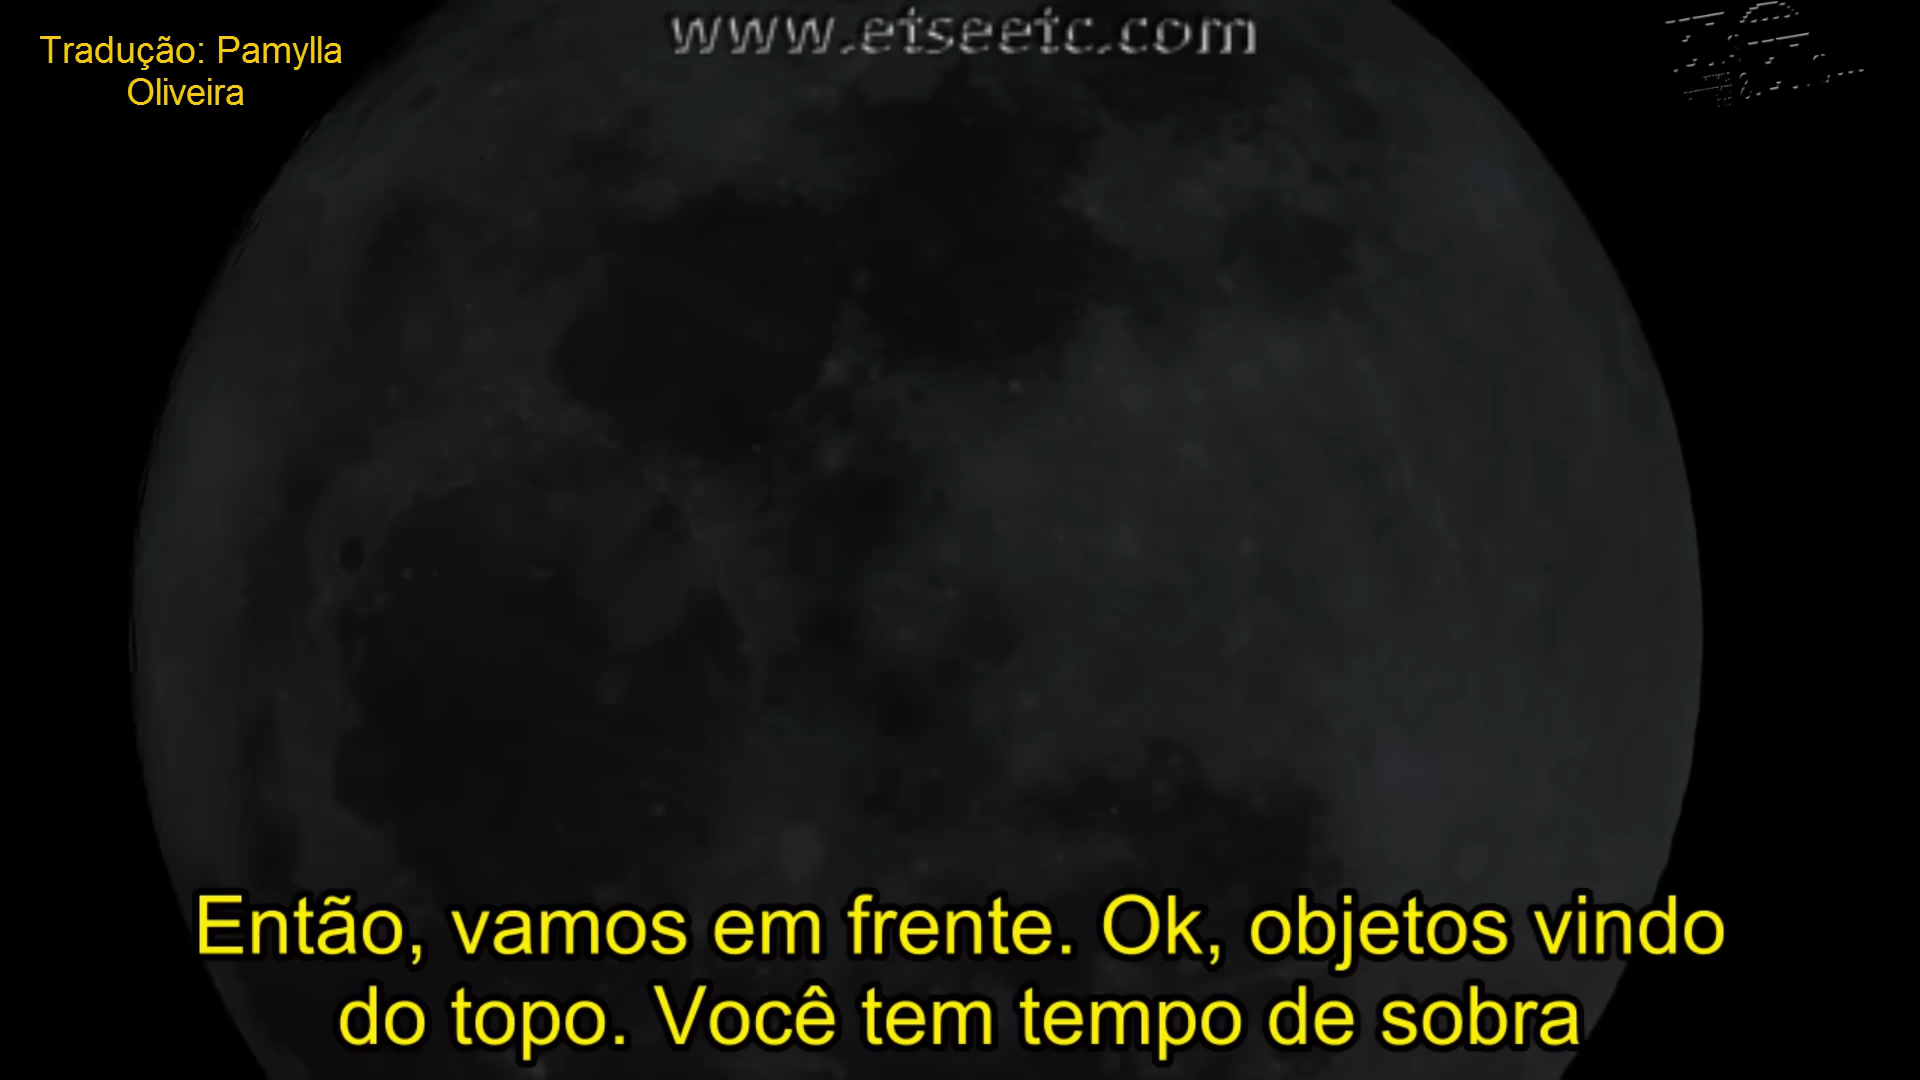 www.etseetc.com
Tradução: Pamylla
Oliveira
Então, vamos em frente. Ok, objetos vindo
do topo. Você tem tempo de sobra